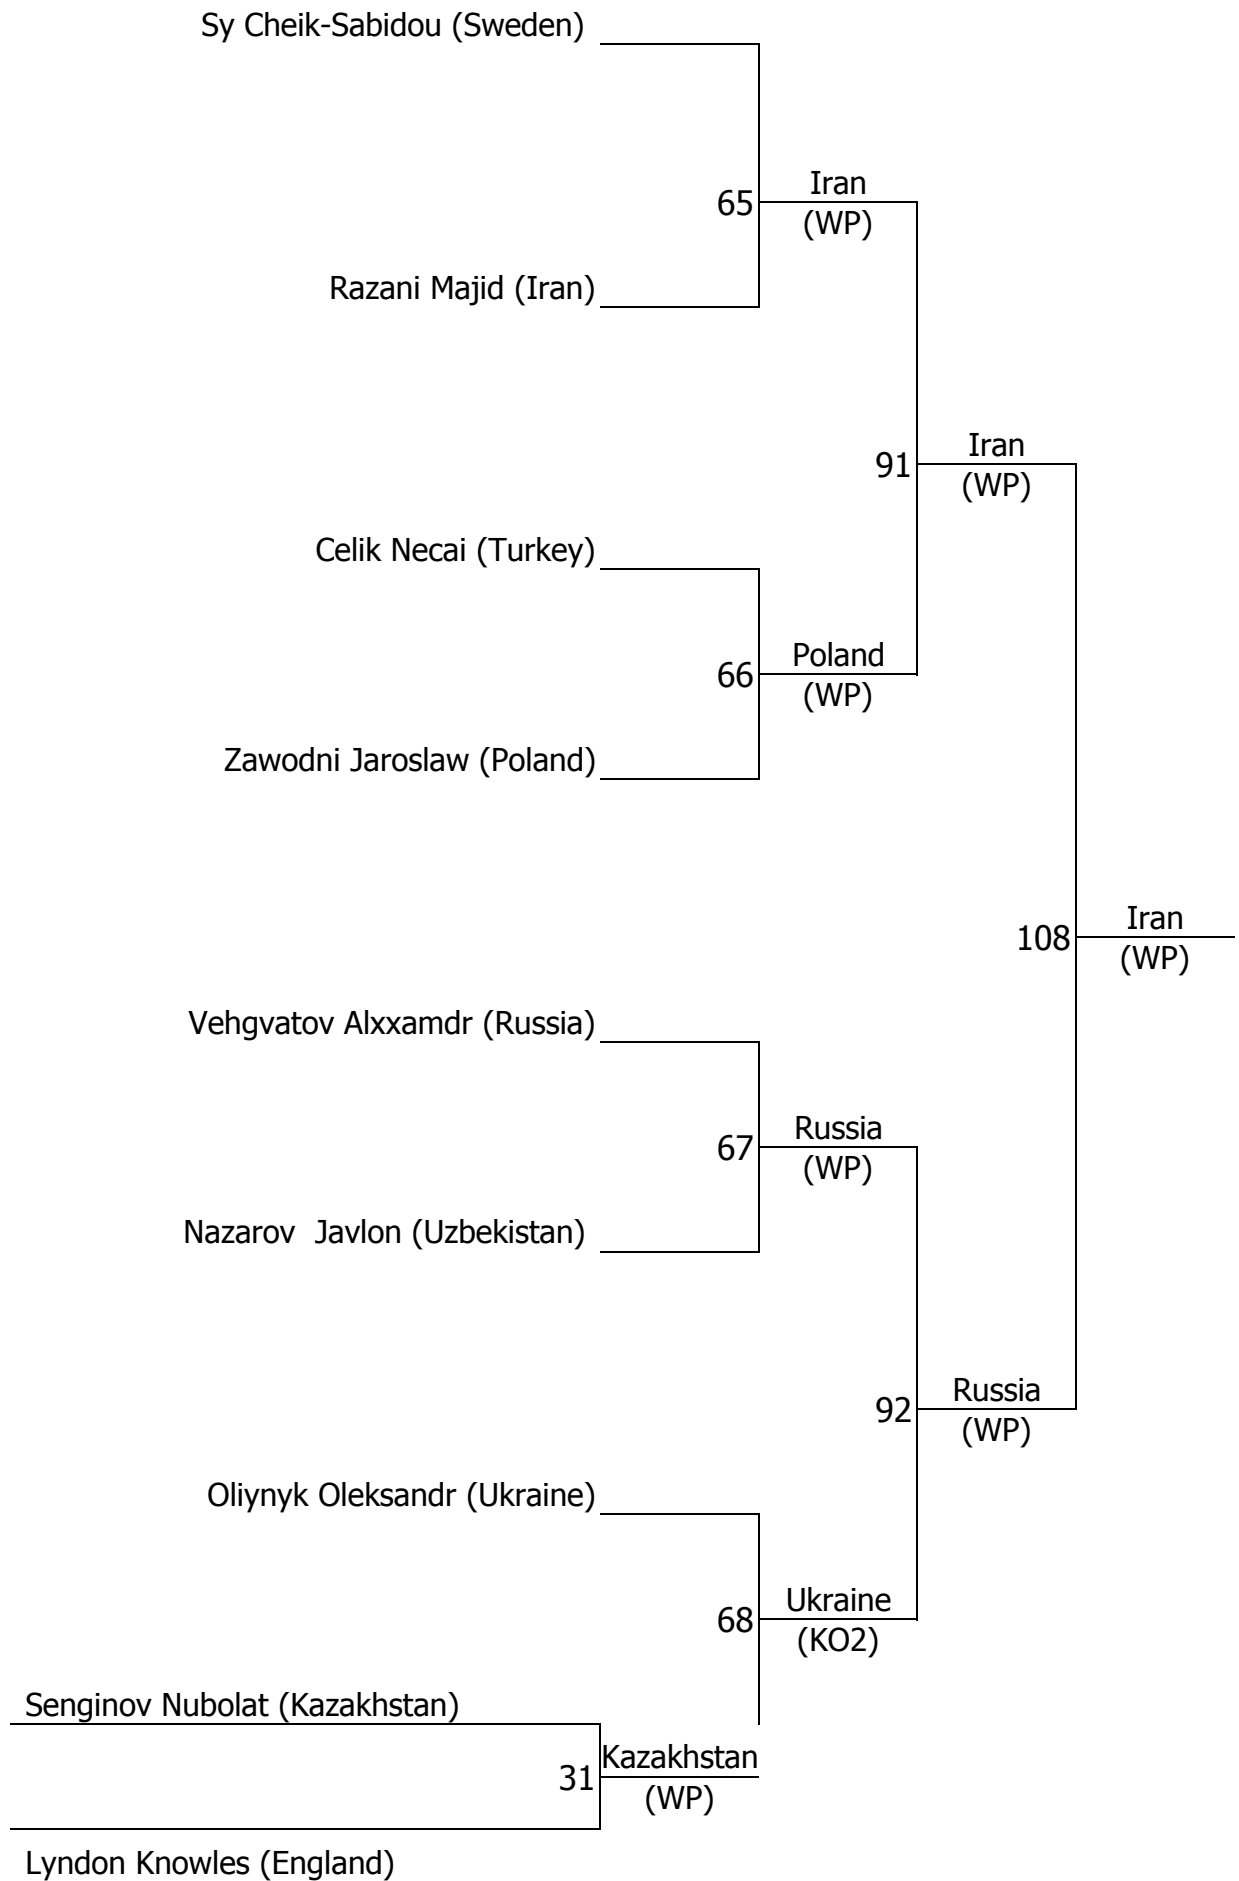 Sy Cheik-Sabidou (Sweden)
Iran
65
(WP)
Razani Majid (Iran)
Iran
91
(WP)
Celik Necai (Turkey)
Poland
66
(WP)
Zawodni Jaroslaw (Poland)
Iran
108
(WP)
Vehgvatov Alxxamdr (Russia)
Russia
67
(WP)
Nazarov  Javlon (Uzbekistan)
Russia
92
(WP)
Oliynyk Oleksandr (Ukraine)
Ukraine
68
(KO2)
Senginov Nubolat (Kazakhstan)
Kazakhstan
31
(WP)
Lyndon Knowles (England)